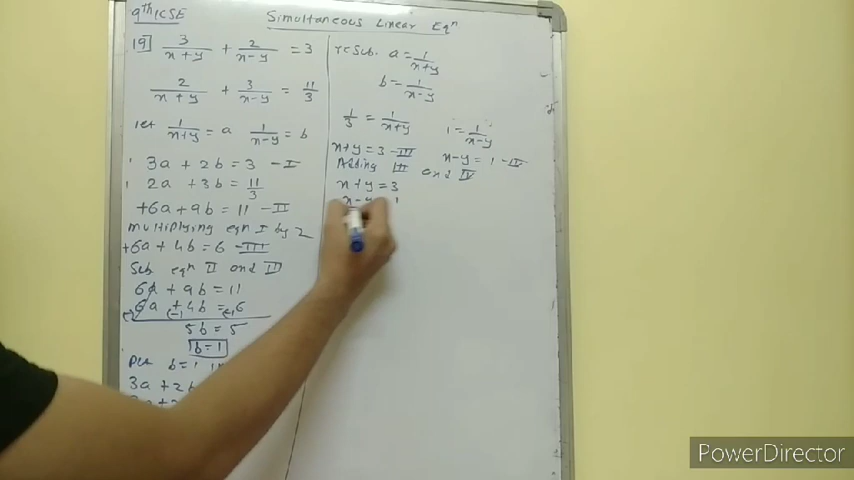 9th ICSE
Simultaneous Linear Eqn
19] 3/(x+y) + 2/(x-y) = 3
2/(x+y) + 3/(x-y) = 11/3
let 1/(x+y) = a 1/(x-y) = b
3a + 2b = 3 - I
2a + 3b = 11/3
+6a + 9b = 11 - II
multiplying eqn I by 2
+6a + 4b = 6 - III
Sub. eqn II and III
6a + 9b = 11
6a + 4b = 6
(-) (-) (-)
5b = 5
b = 1
Put b = 1 in
3a + 2b
reSub. a = 1/(x+y)
b = 1/(x-y)
1/3 = 1/(x+y) 1 = 1/(x-y)
x+y = 3 - III x-y = 1 - IV
Adding III and IV
x + y = 3
x - y 1
PowerDirector